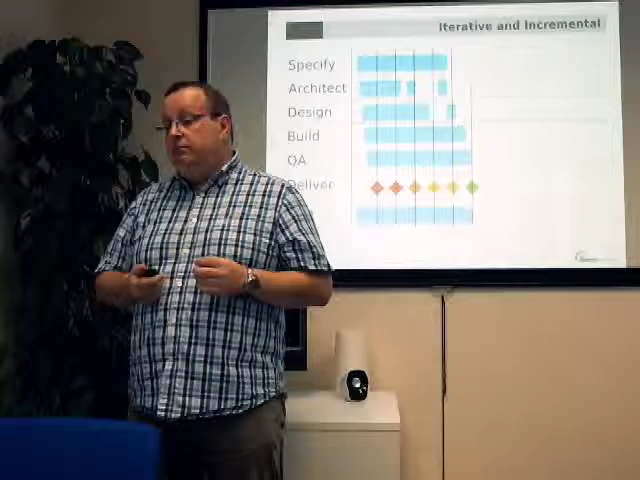 Iterative and Incremental
Specify
Architect
Design
Build
QA
Deliver